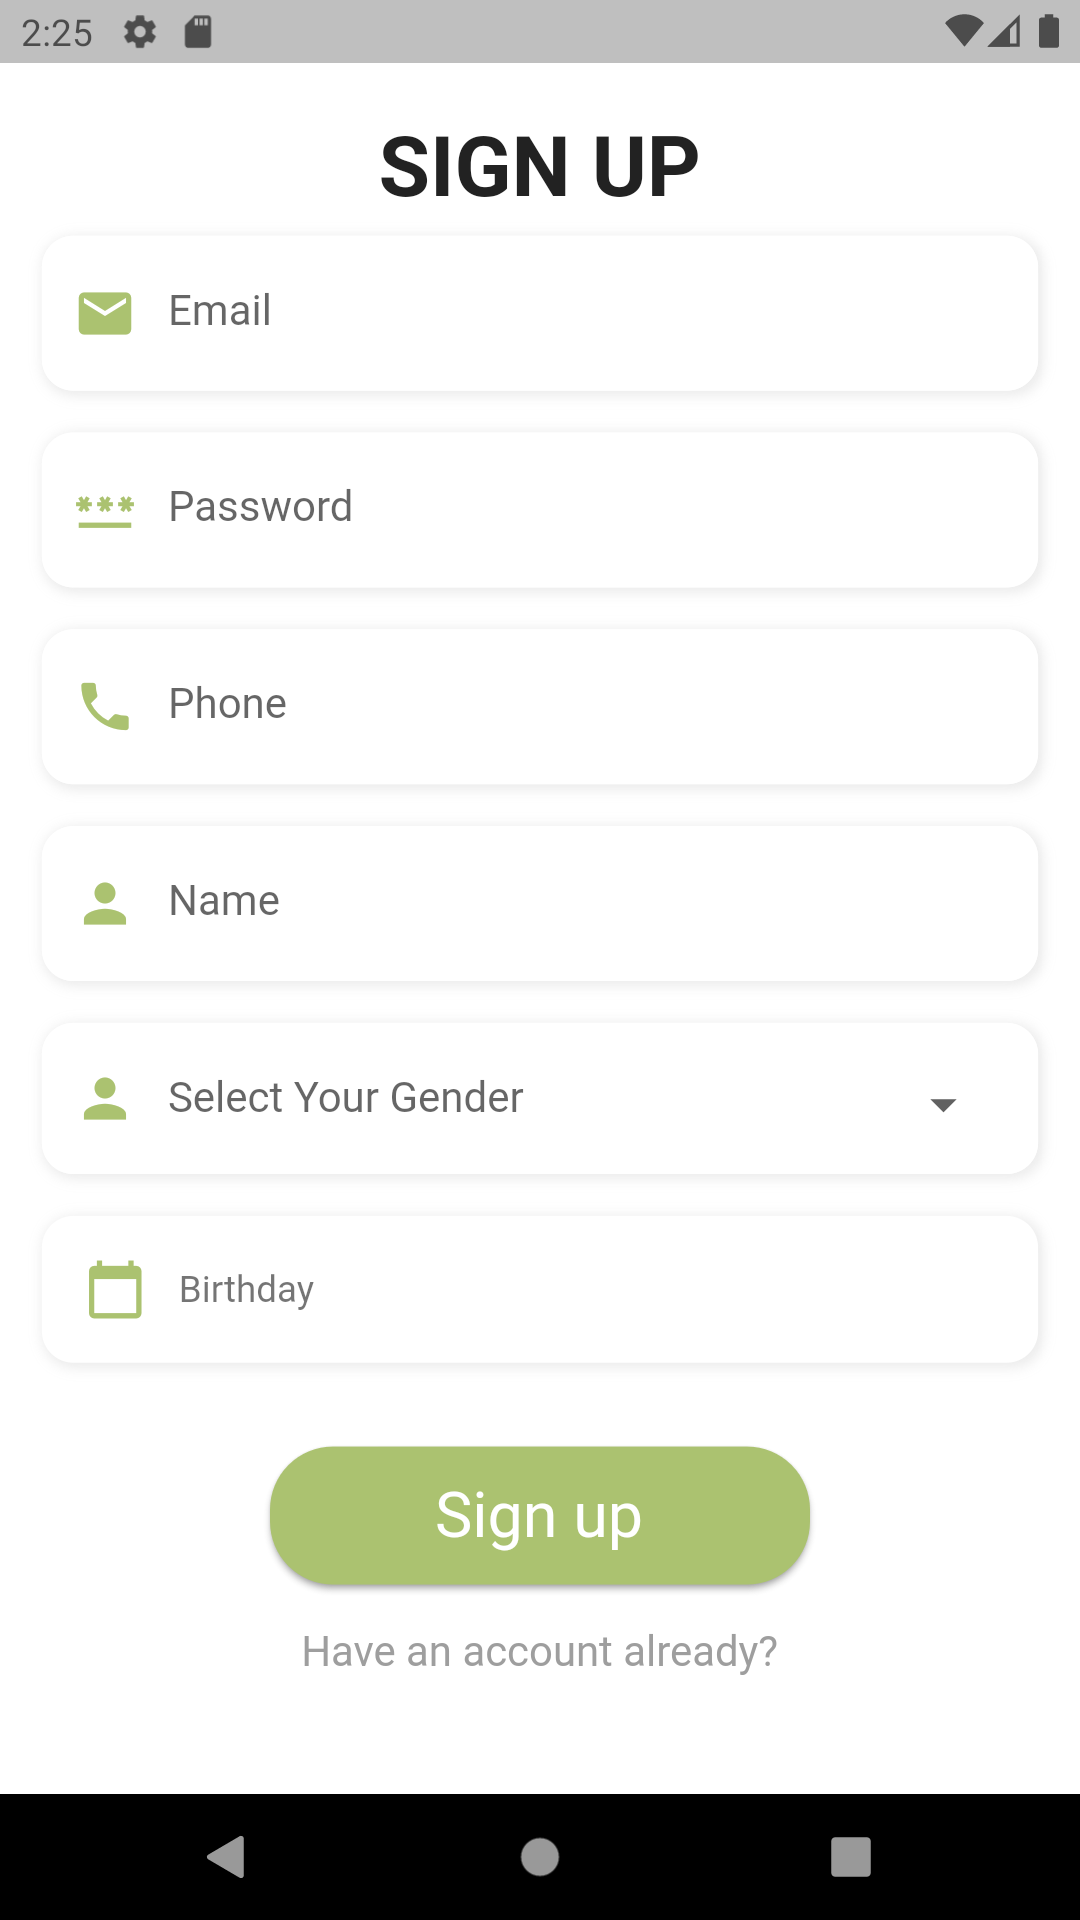 2:25
SIGN UP
Email
Password
Phone
Name
Select Your Gender
Birthday
Sign up
Have an account already?